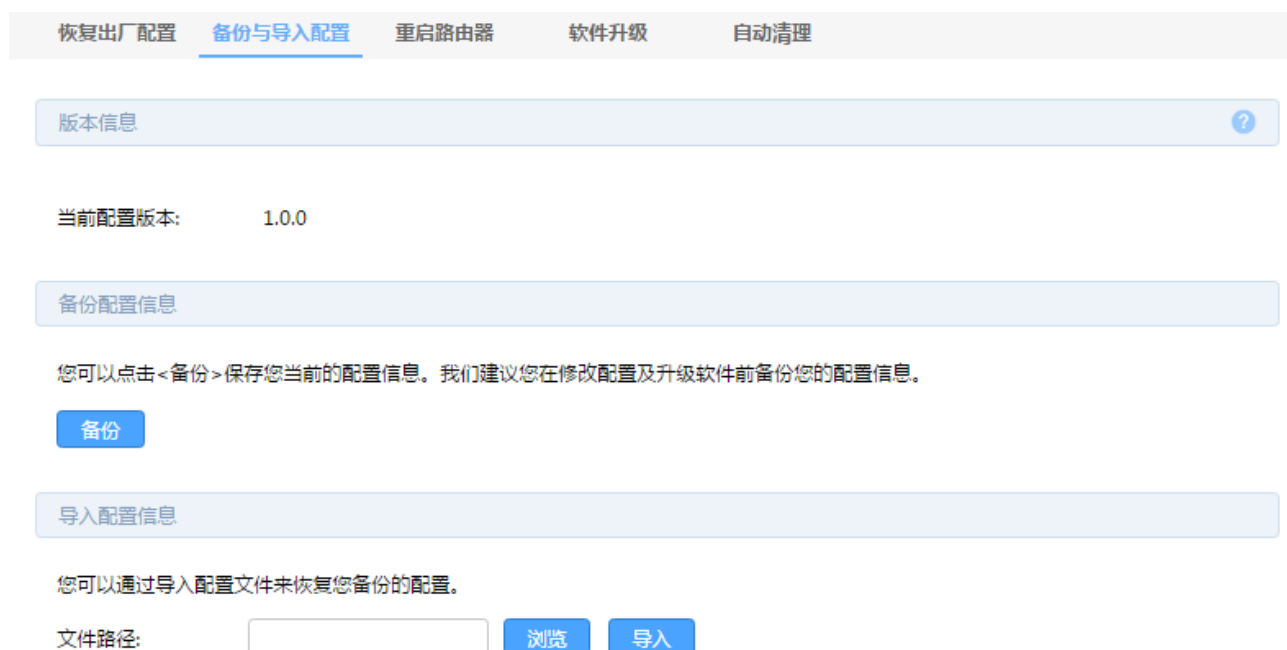 恢复出厂配置 备份与导入配置 重启路由器 软件升级 自动清理
版本信息 ?
当前配置版本: 1.0.0
备份配置信息
您可以点击<备份>保存您当前的配置信息。我们建议您在修改配置及升级软件前备份您的配置信息。
备份
导入配置信息
您可以通过导入配置文件来恢复您备份的配置。
文件路径: 浏览 导入